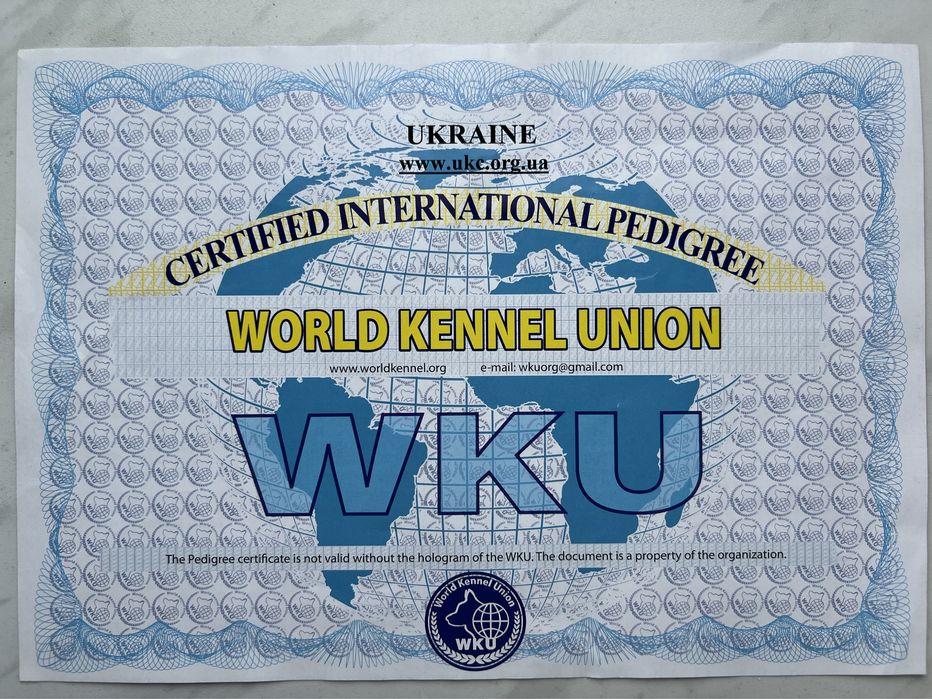 UKRAINE
www.ukc.org.ua
CERTIFIED INTERNATIONAL PEDIGREE
WORLD KENNEL UNION
www.worldkennel.org e-mail: wkuorg@gmail.com
WKU
The Pedigree certificate is not valid without the hologram of the WKU. The document is a property of the organization.
World Kennel Union
WKU